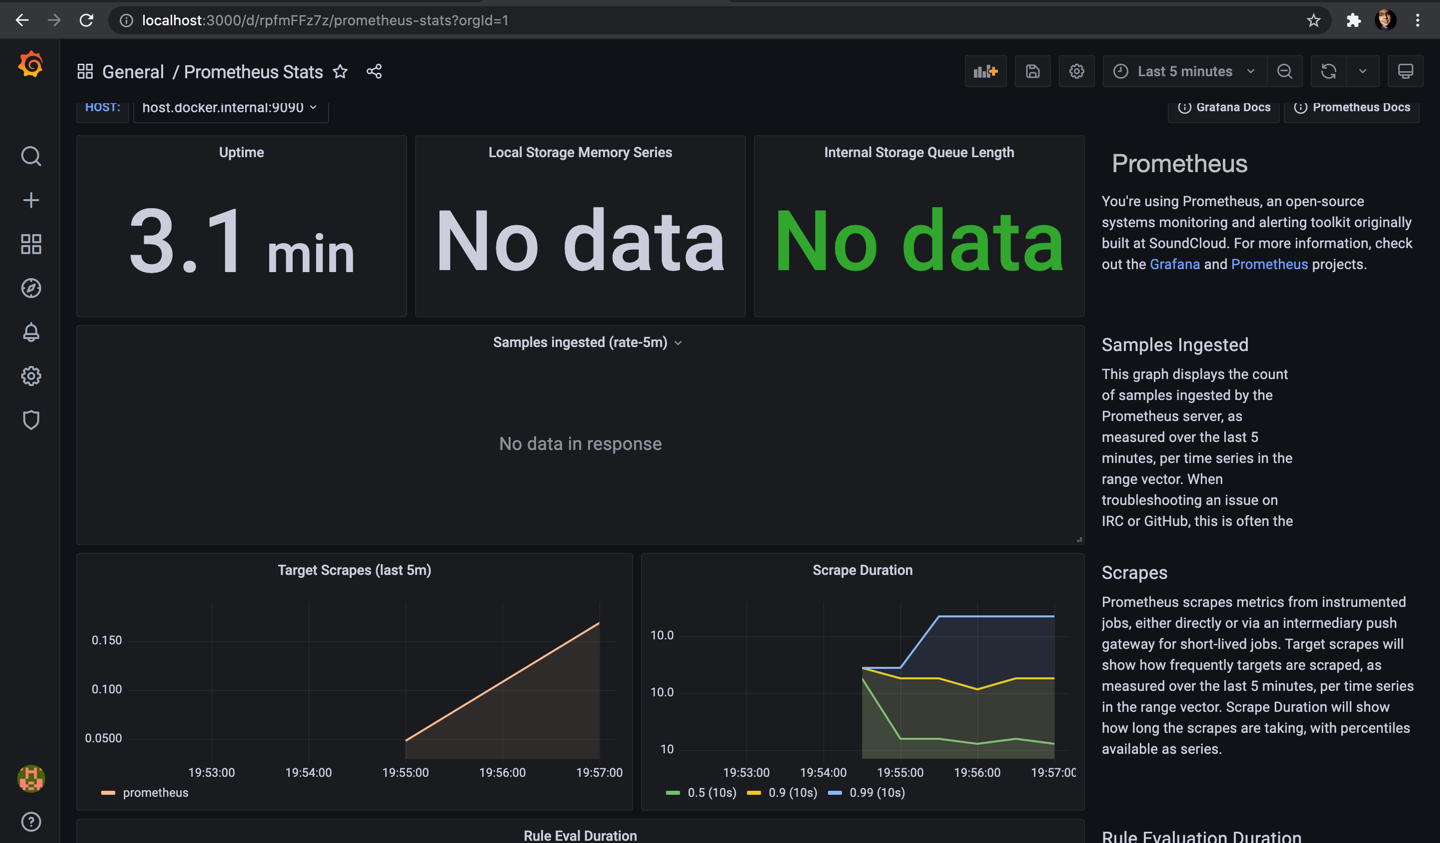 localhost:3000/d/rpfmFFz7z/prometheus-stats?orgId=1
General / Prometheus Stats
Last 5 minutes
HOST:
host.docker.internal:9090
Grafana Docs
Prometheus Docs
Uptime
3.1 min
Local Storage Memory Series
No data
Internal Storage Queue Length
No data
Prometheus
You're using Prometheus, an open-source
systems monitoring and alerting toolkit originally
built at SoundCloud. For more information, check
out the Grafana and Prometheus projects.
Samples ingested (rate-5m)
No data in response
Samples Ingested
This graph displays the count
of samples ingested by the
Prometheus server, as
measured over the last 5
minutes, per time series in the
range vector. When
troubleshooting an issue on
IRC or GitHub, this is often the
Target Scrapes (last 5m)
0.150
0.100
0.0500
19:53:00 19:54:00 19:55:00 19:56:00 19:57:00
prometheus
Scrape Duration
10.0
10.0
10
19:53:00 19:54:00 19:55:00 19:56:00 19:57:00
0.5 (10s) 0.9 (10s) 0.99 (10s)
Scrapes
Prometheus scrapes metrics from instrumented
jobs, either directly or via an intermediary push
gateway for short-lived jobs. Target scrapes will
show how frequently targets are scraped, as
measured over the last 5 minutes, per time series
in the range vector. Scrape Duration will show
how long the scrapes are taking, with percentiles
available as series.
Rule Eval Duration
Rule Evaluation Duration